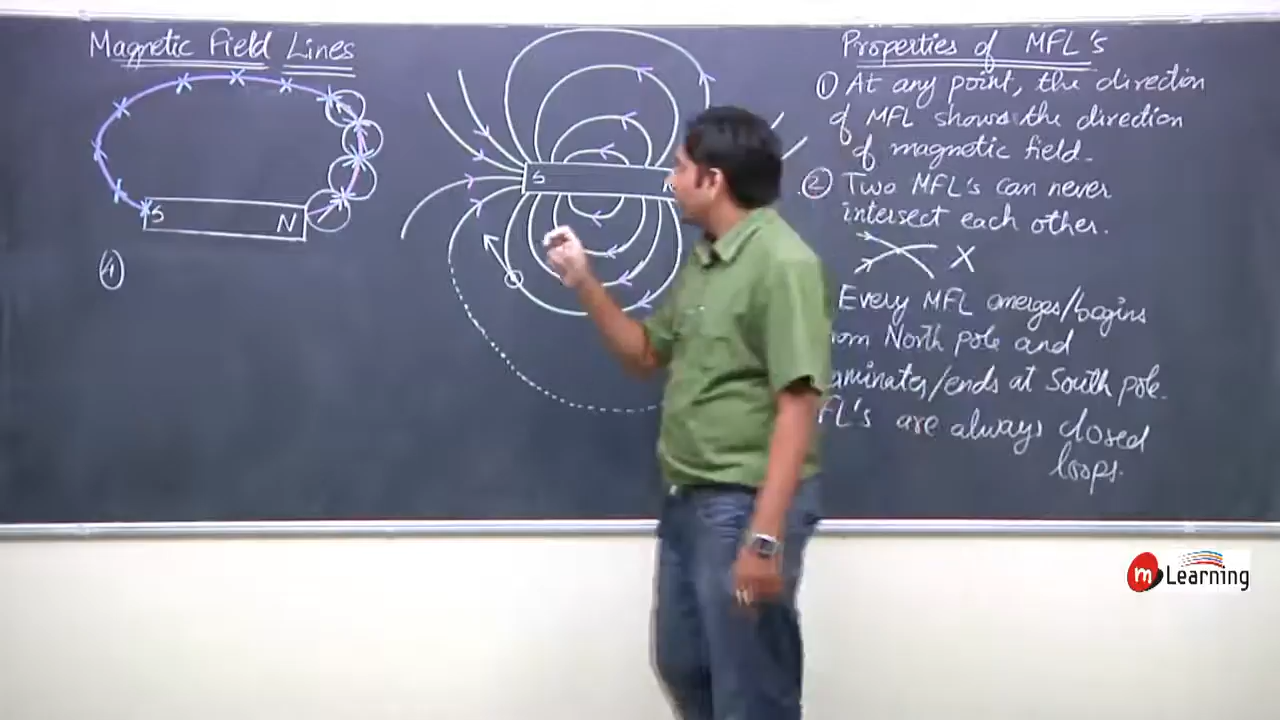 Magnetic Field Lines
S N
④
S
N
Properties of MFL's
① At any point, the direction
of MFL shows the direction
of magnetic field.
② Two MFL's can never
intersect each other.
X
Every MFL emerges/begins
North pole and
/ends at South pole.
are always closed
loops.
m Learning